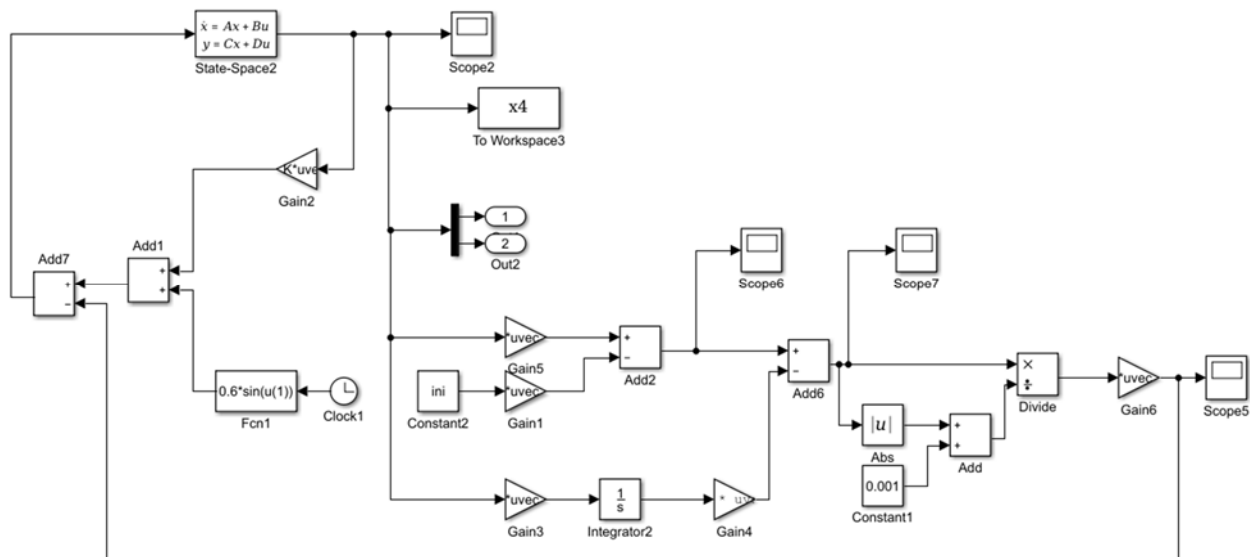 ẋ = Ax + Bu
y = Cx + Du
State-Space2
Scope2
x4
To Workspace3
K*uve
Gain2
1
2
Out2
Add1
Add7
+
−
+
+
Scope6
Scope7
*uvec
Gain5
+
−
Add2
ini
Constant2
*uvec
Gain1
+
−
Add6
×
÷
Divide
*uvec
Gain6
Scope5
0.6*sin(u(1))
Fcn1
Clock1
|u|
Abs
+
+
Add
0.001
Constant1
*uvec
Gain3
1
s
Integrator2
* uv
Gain4